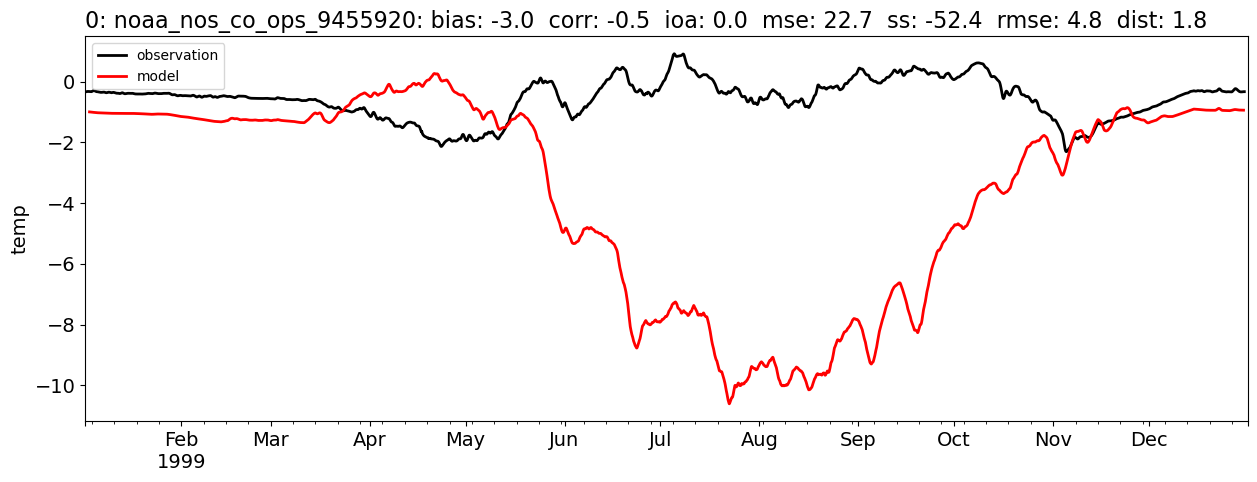 0: noaa_nos_co_ops_9455920: bias: -3.0  corr: -0.5  ioa: 0.0  mse: 22.7  ss: -52.4  rmse: 4.8  dist: 1.8
observation
model
temp
0
−2
−4
−6
−8
−10
Feb Mar Apr May Jun Jul Aug Sep Oct Nov Dec
1999